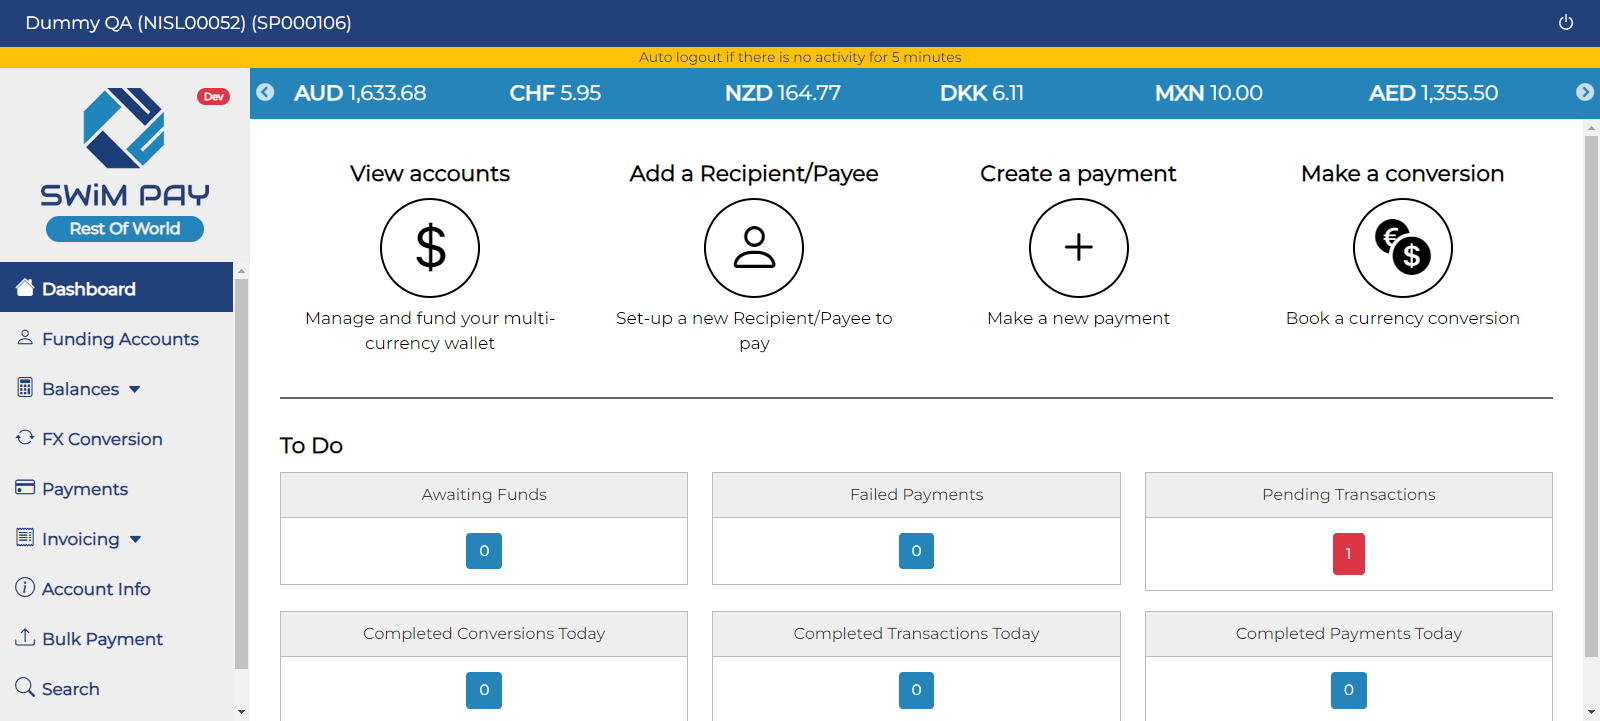 Dummy QA (NISL00052) (SP000106)
Auto logout if there is no activity for 5 minutes
Dev
SWiM PAY
Rest Of World
AUD 1,633.68
CHF 5.95
NZD 164.77
DKK 6.11
MXN 10.00
AED 1,355.50
Dashboard
Funding Accounts
Balances
FX Conversion
Payments
Invoicing
Account Info
Bulk Payment
Search
View accounts
$
Manage and fund your multi-
currency wallet
Add a Recipient/Payee
Set-up a new Recipient/Payee to
pay
Create a payment
+
Make a new payment
Make a conversion
€
$
Book a currency conversion
To Do
Awaiting Funds
0
Failed Payments
0
Pending Transactions
1
Completed Conversions Today
0
Completed Transactions Today
0
Completed Payments Today
0